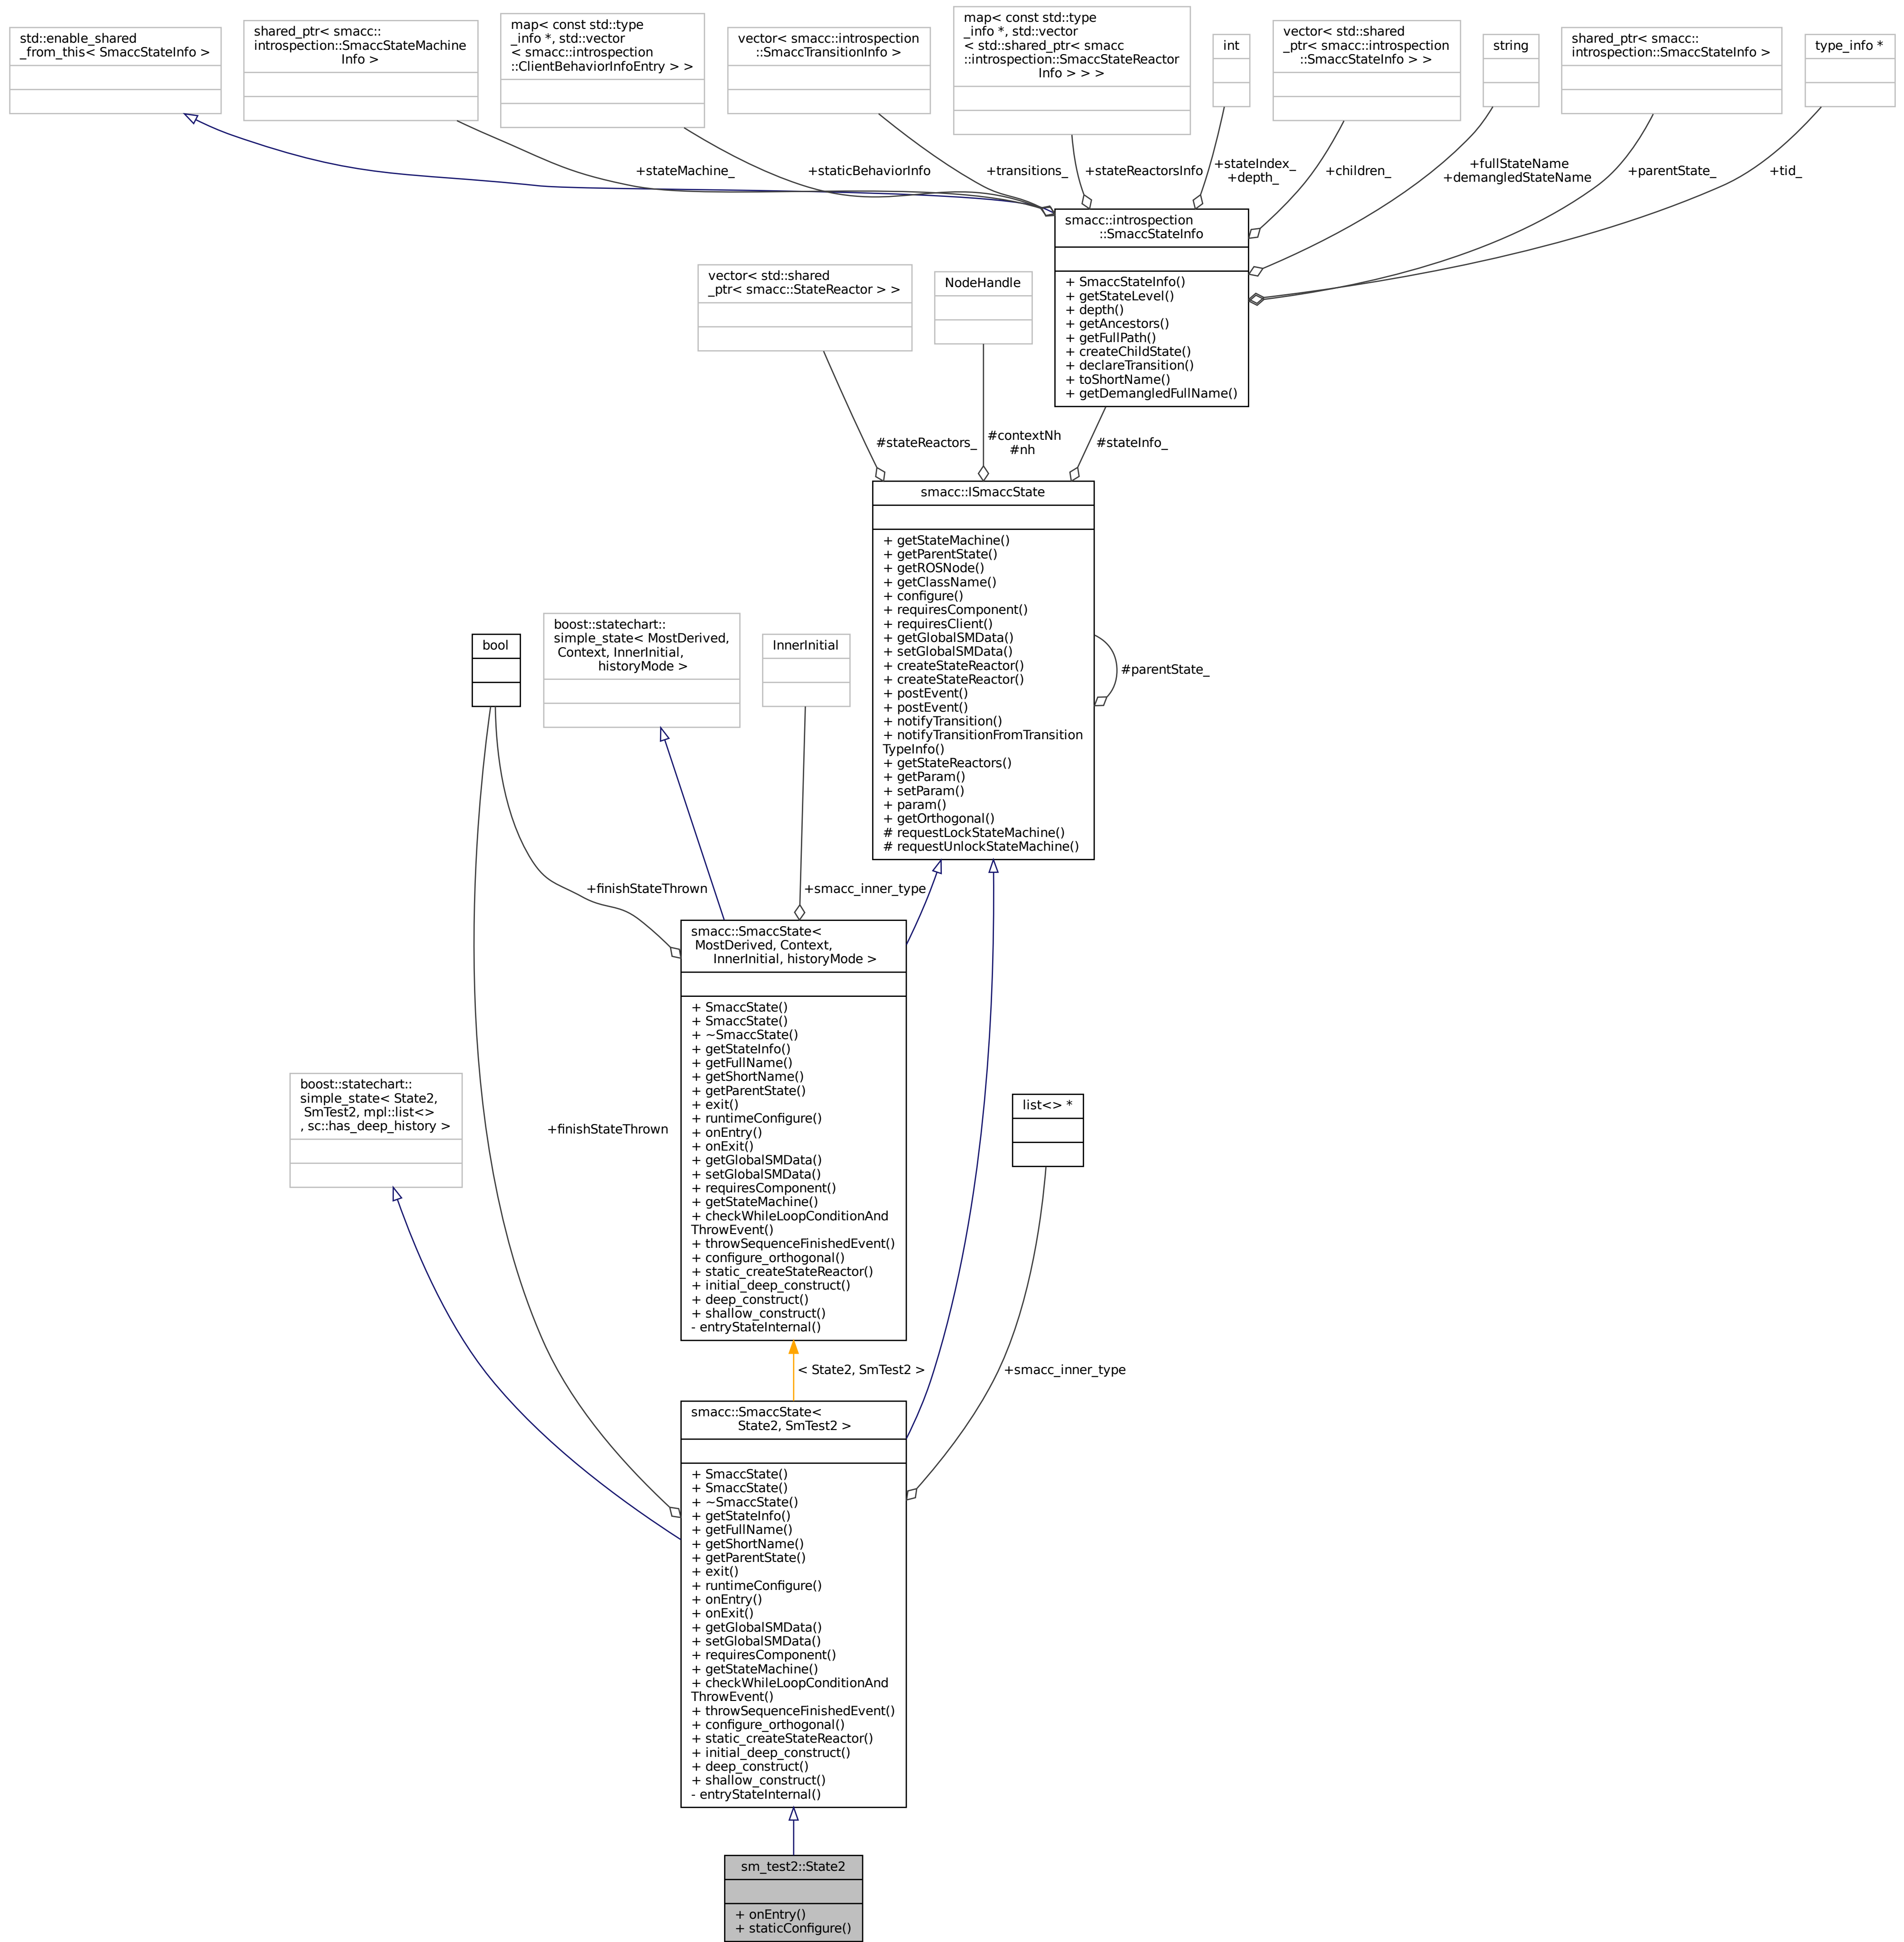 std::enable_shared
_from_this< SmaccStateInfo >
shared_ptr< smacc::
introspection::SmaccStateMachine
Info >
map< const std::type
_info *, std::vector
< smacc::introspection
::ClientBehaviorInfoEntry > >
vector< smacc::introspection
::SmaccTransitionInfo >
map< const std::type
_info *, std::vector
< std::shared_ptr< smacc
::introspection::SmaccStateReactor
Info > > >
int
vector< std::shared
_ptr< smacc::introspection
::SmaccStateInfo > >
string
shared_ptr< smacc::
introspection::SmaccStateInfo >
type_info *
+stateMachine_
+staticBehaviorInfo
+transitions_
+stateReactorsInfo
+stateIndex_
+depth_
+children_
+fullStateName
+demangledStateName
+parentState_
+tid_
smacc::introspection
::SmaccStateInfo
+ SmaccStateInfo()
+ getStateLevel()
+ depth()
+ getAncestors()
+ getFullPath()
+ createChildState()
+ declareTransition()
+ toShortName()
+ getDemangledFullName()
vector< std::shared
_ptr< smacc::StateReactor > >
NodeHandle
#stateReactors_
#contextNh
#nh
#stateInfo_
smacc::ISmaccState
+ getStateMachine()
+ getParentState()
+ getROSNode()
+ getClassName()
+ configure()
+ requiresComponent()
+ requiresClient()
+ getGlobalSMData()
+ setGlobalSMData()
+ createStateReactor()
+ createStateReactor()
+ postEvent()
+ postEvent()
+ notifyTransition()
+ notifyTransitionFromTransition
TypeInfo()
+ getStateReactors()
+ getParam()
+ setParam()
+ param()
+ getOrthogonal()
# requestLockStateMachine()
# requestUnlockStateMachine()
#parentState_
bool
boost::statechart::
simple_state< MostDerived,
Context, InnerInitial,
historyMode >
InnerInitial
+finishStateThrown
+smacc_inner_type
smacc::SmaccState<
MostDerived, Context,
InnerInitial, historyMode >
+ SmaccState()
+ SmaccState()
+ ~SmaccState()
+ getStateInfo()
+ getFullName()
+ getShortName()
+ getParentState()
+ exit()
+ runtimeConfigure()
+ onEntry()
+ onExit()
+ getGlobalSMData()
+ setGlobalSMData()
+ requiresComponent()
+ getStateMachine()
+ checkWhileLoopConditionAnd
ThrowEvent()
+ throwSequenceFinishedEvent()
+ configure_orthogonal()
+ static_createStateReactor()
+ initial_deep_construct()
+ deep_construct()
+ shallow_construct()
- entryStateInternal()
boost::statechart::
simple_state< State2,
SmTest2, mpl::list<>
, sc::has_deep_history >
+finishStateThrown
list<> *
< State2, SmTest2 >
+smacc_inner_type
smacc::SmaccState<
State2, SmTest2 >
+ SmaccState()
+ SmaccState()
+ ~SmaccState()
+ getStateInfo()
+ getFullName()
+ getShortName()
+ getParentState()
+ exit()
+ runtimeConfigure()
+ onEntry()
+ onExit()
+ getGlobalSMData()
+ setGlobalSMData()
+ requiresComponent()
+ getStateMachine()
+ checkWhileLoopConditionAnd
ThrowEvent()
+ throwSequenceFinishedEvent()
+ configure_orthogonal()
+ static_createStateReactor()
+ initial_deep_construct()
+ deep_construct()
+ shallow_construct()
- entryStateInternal()
sm_test2::State2
+ onEntry()
+ staticConfigure()